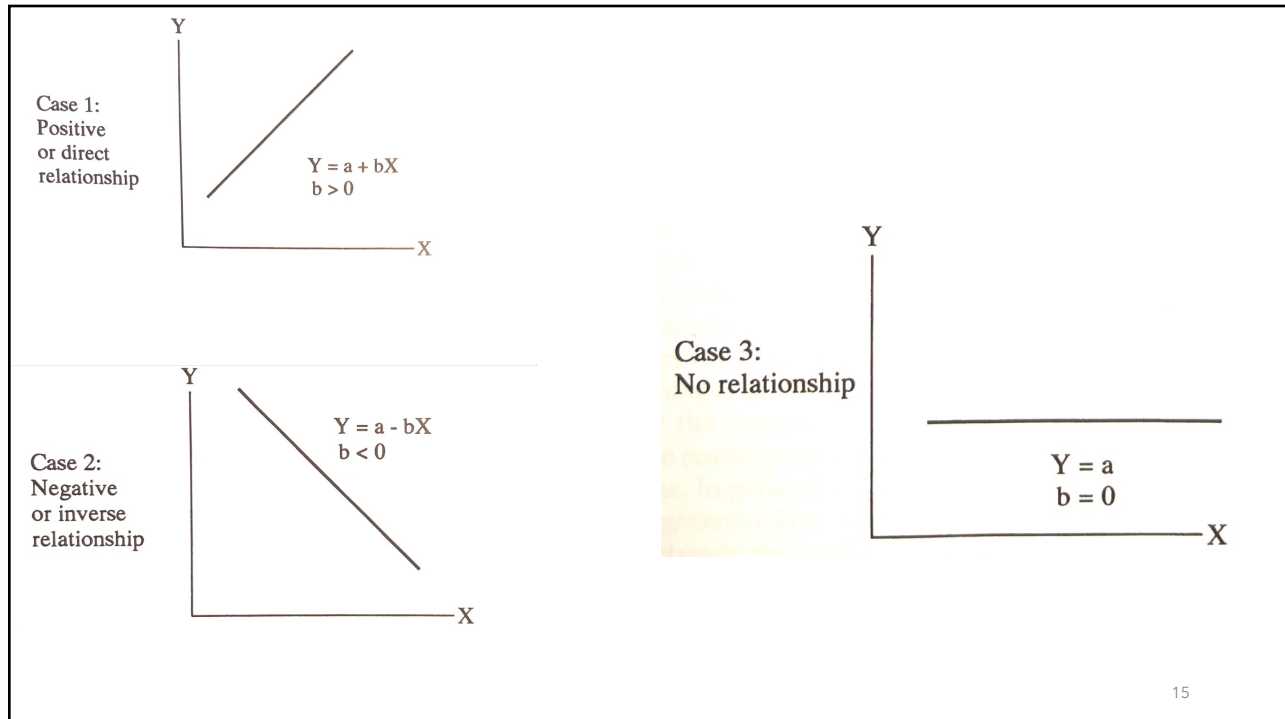 Y
Case 1:
Positive
or direct
relationship
Y = a + bX
b > 0
X
Y
Case 2:
Negative
or inverse
relationship
Y = a - bX
b < 0
X
Y
Case 3:
No relationship
Y = a
b = 0
X
15